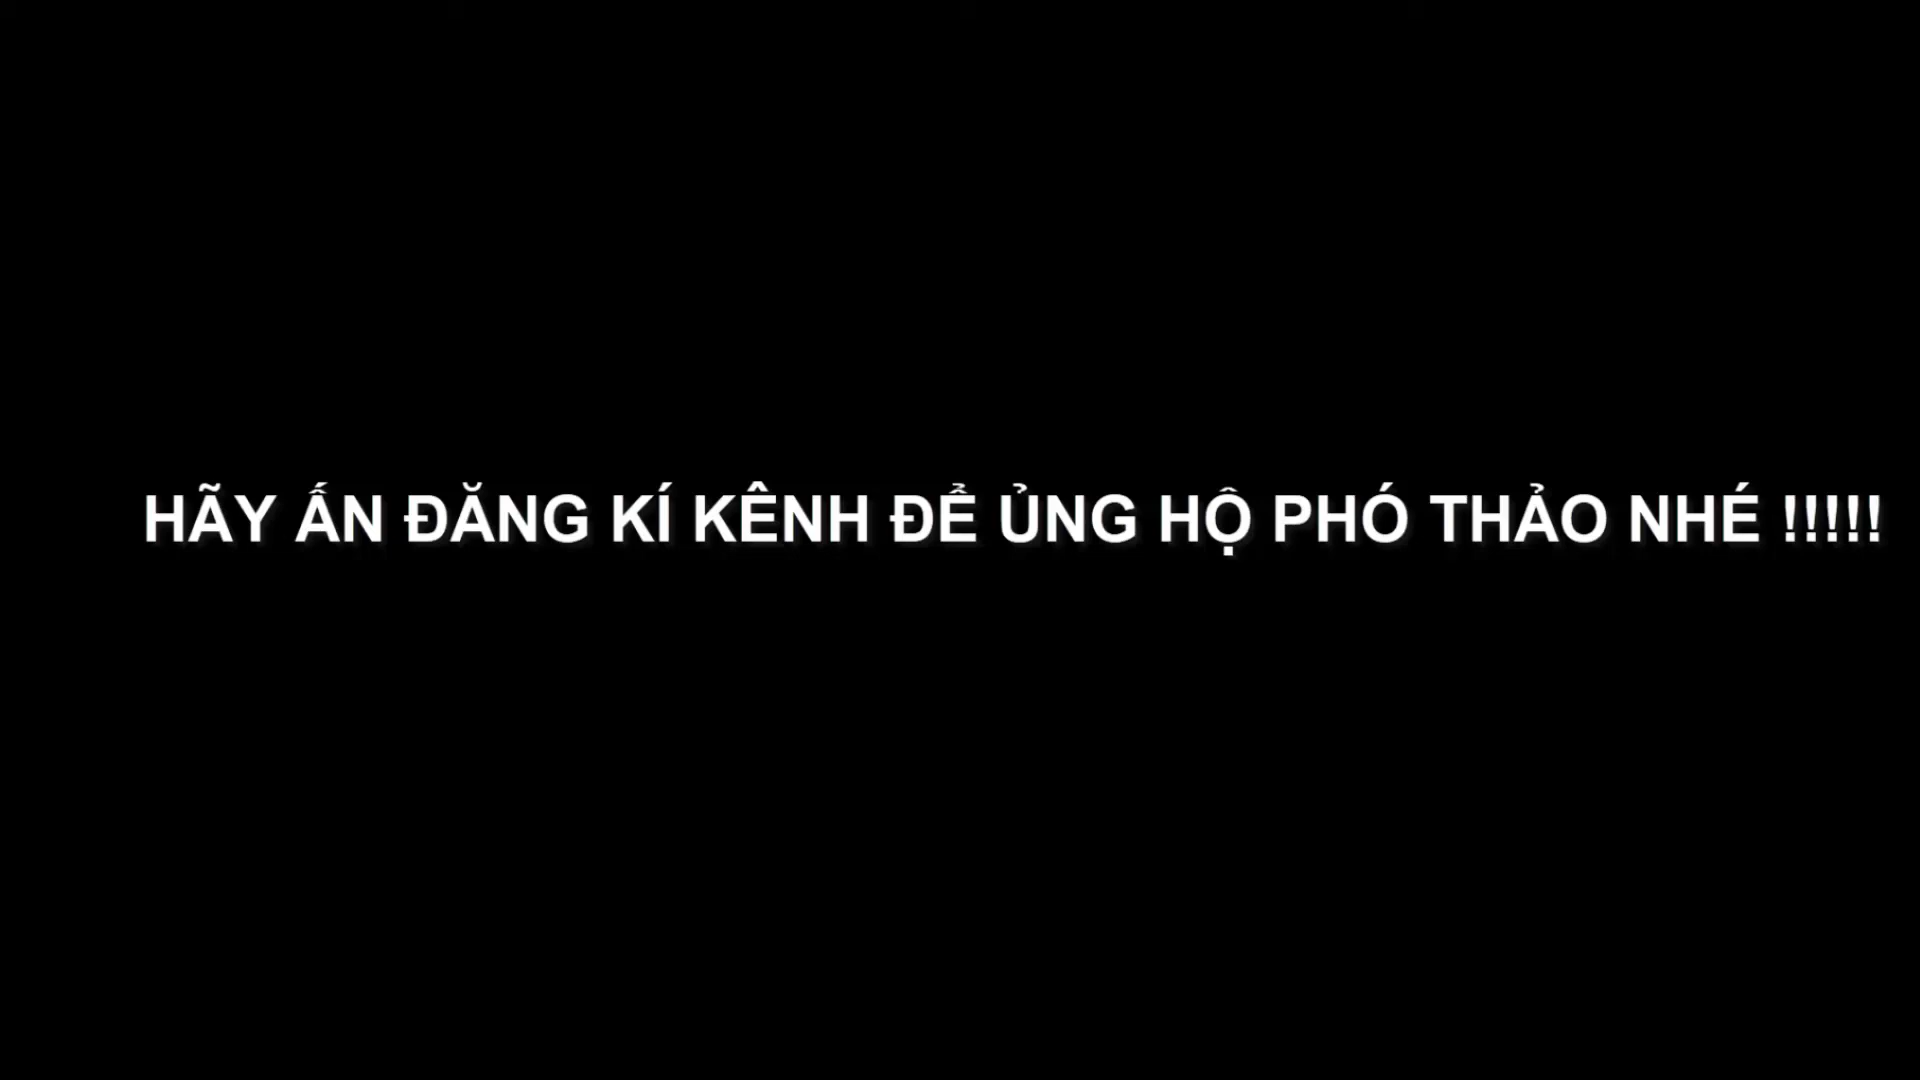 HÃY ẤN ĐĂNG KÍ KÊNH ĐỂ ỦNG HỘ PHÓ THẢO NHÉ !!!!!